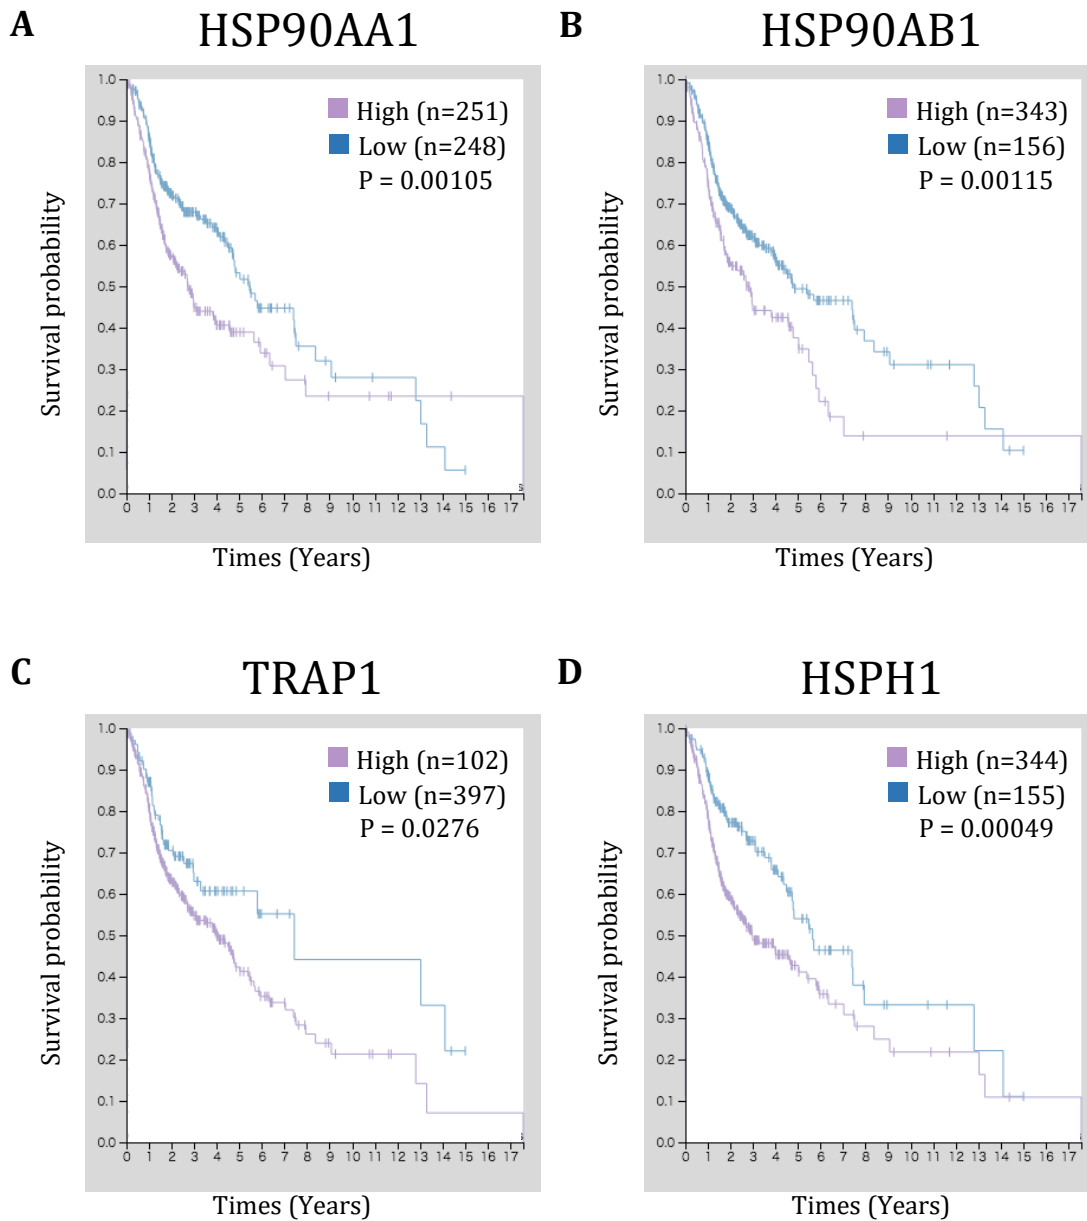 A
HSP90AA1
1.0
0.9
0.8
0.7
0.6
0.5
0.4
0.3
0.2
0.1
0.0
Survival probability
High (n=251)
Low (n=248)
P = 0.00105
0 1 2 3 4 5 6 7 8 9 10 11 12 13 14 15 16 17
Times (Years)
B
HSP90AB1
1.0
0.9
0.8
0.7
0.6
0.5
0.4
0.3
0.2
0.1
0.0
Survival probability
High (n=343)
Low (n=156)
P = 0.00115
0 1 2 3 4 5 6 7 8 9 10 11 12 13 14 15 16 17
Times (Years)
C
TRAP1
1.0
0.9
0.8
0.7
0.6
0.5
0.4
0.3
0.2
0.1
0.0
Survival probability
High (n=102)
Low (n=397)
P = 0.0276
0 1 2 3 4 5 6 7 8 9 10 11 12 13 14 15 16 17
Times (Years)
D
HSPH1
1.0
0.9
0.8
0.7
0.6
0.5
0.4
0.3
0.2
0.1
0.0
Survival probability
High (n=344)
Low (n=155)
P = 0.00049
0 1 2 3 4 5 6 7 8 9 10 11 12 13 14 15 16 17
Times (Years)